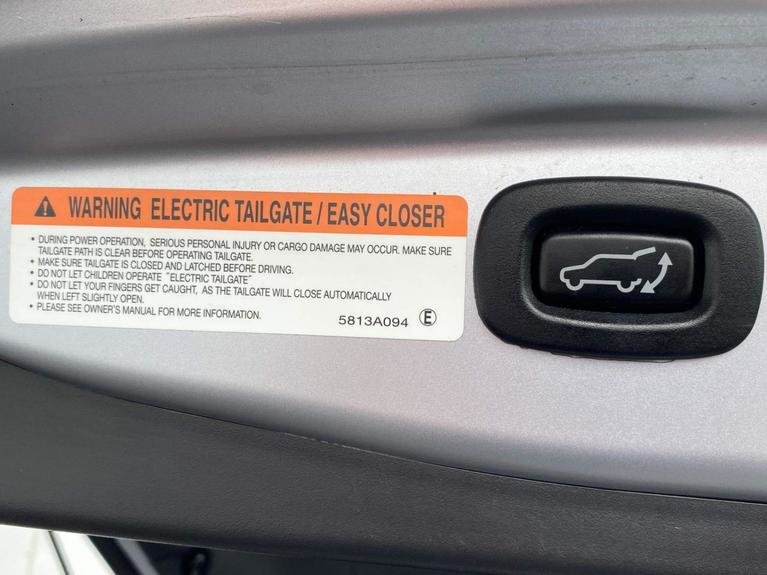 WARNING ELECTRIC TAILGATE / EASY CLOSER
• DURING POWER OPERATION, SERIOUS PERSONAL INJURY OR CARGO DAMAGE MAY OCCUR. MAKE SURE
TAILGATE PATH IS CLEAR BEFORE OPERATING TAILGATE.
• MAKE SURE TAILGATE IS CLOSED AND LATCHED BEFORE DRIVING.
• DO NOT LET CHILDREN OPERATE "ELECTRIC TAILGATE"
• DO NOT LET YOUR FINGERS GET CAUGHT, AS THE TAILGATE WILL CLOSE AUTOMATICALLY
WHEN LEFT SLIGHTLY OPEN.
• PLEASE SEE OWNER'S MANUAL FOR MORE INFORMATION.
5813A094 Ⓔ